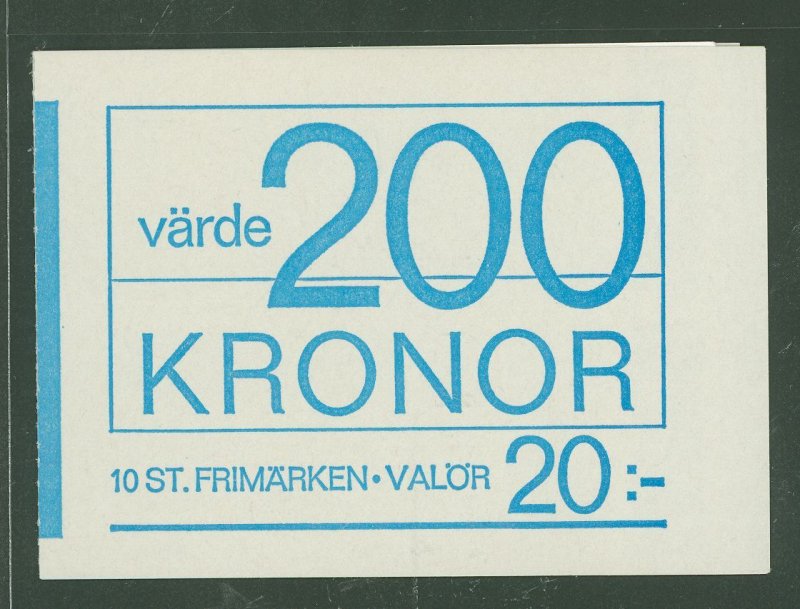 värde 200
KRONOR
10 ST. FRIMÄRKEN • VALÖR 20:-